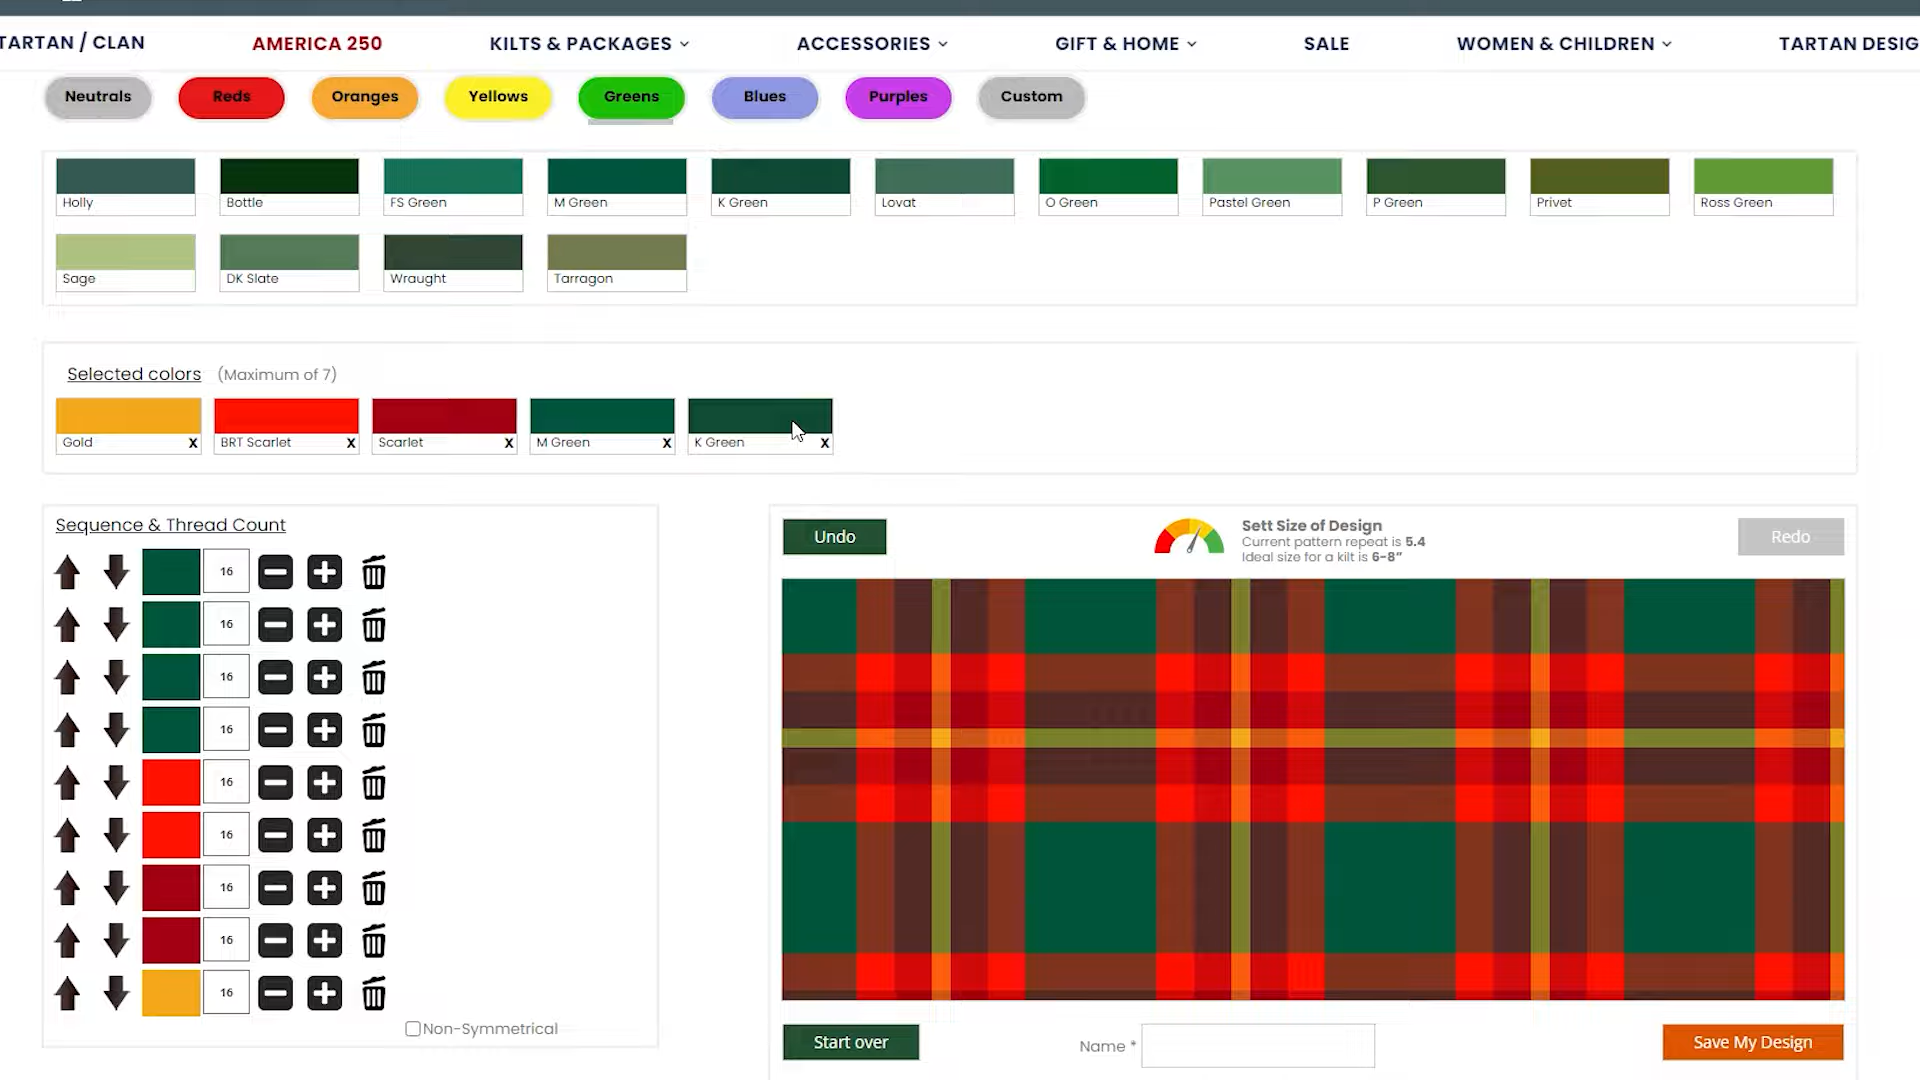 TARTAN / CLAN AMERICA 250 KILTS & PACKAGES ACCESSORIES GIFT & HOME SALE WOMEN & CHILDREN TARTAN DESIG
Neutrals Reds Oranges Yellows Greens Blues Purples Custom
Holly Bottle FS Green M Green K Green Lovat O Green Pastel Green P Green Privet Ross Green
Sage DK Slate Wraught Tarragon
Selected colors (Maximum of 7)
Gold X BRT Scarlet X Scarlet X M Green X K Green X
Sequence & Thread Count
16
16
16
16
16
16
16
16
16
Non-Symmetrical
Undo
Sett Size of Design
Current pattern repeat is 5.4
Ideal size for a kilt is 6-8"
Redo
Start over
Name *
Save My Design